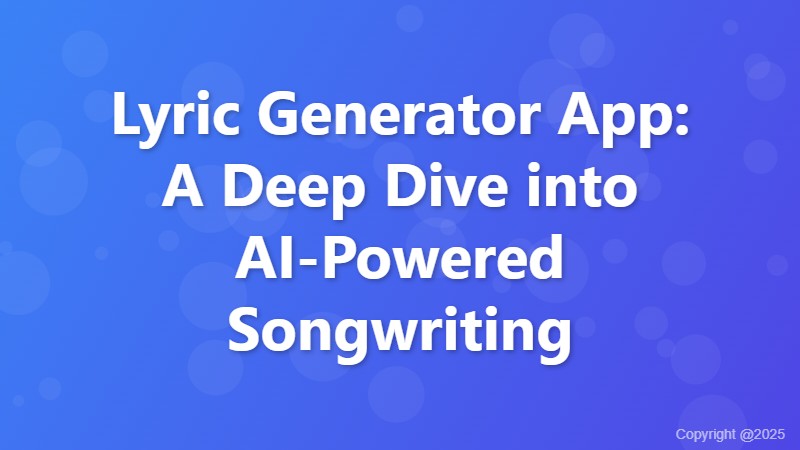 Lyric Generator App:
A Deep Dive into
AI-Powered
Songwriting
Copyright @2025